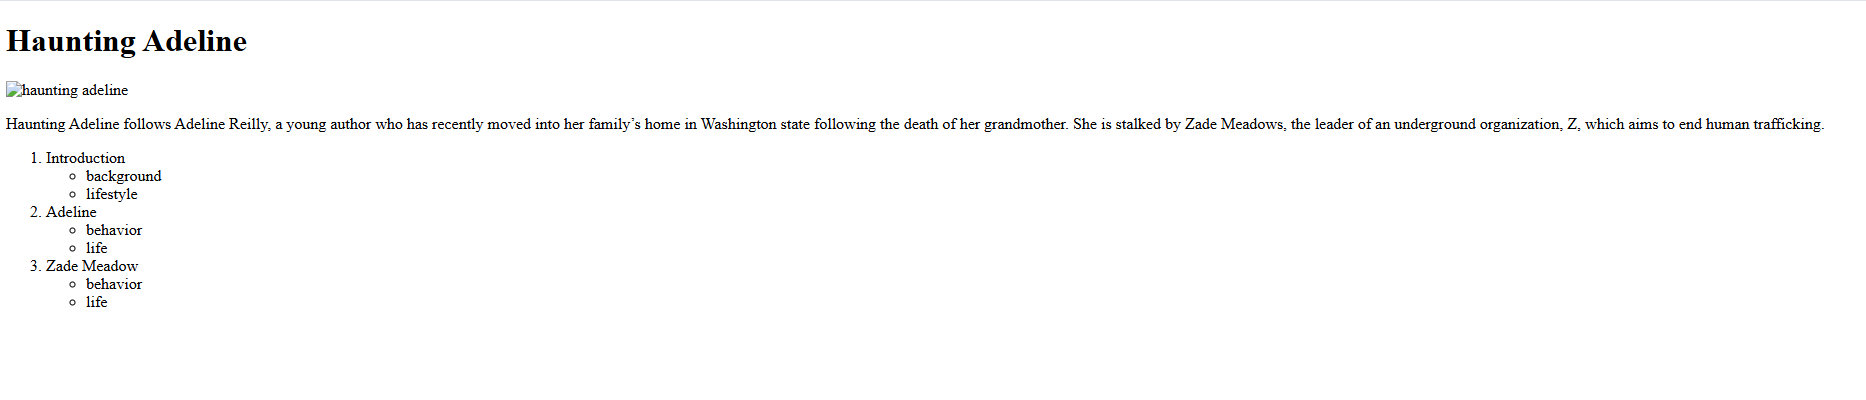 Haunting Adeline
haunting adeline
Haunting Adeline follows Adeline Reilly, a young author who has recently moved into her family’s home in Washington state following the death of her grandmother. She is stalked by Zade Meadows, the leader of an underground organization, Z, which aims to end human trafficking.
1. Introduction
◦ background
◦ lifestyle
2. Adeline
◦ behavior
◦ life
3. Zade Meadow
◦ behavior
◦ life